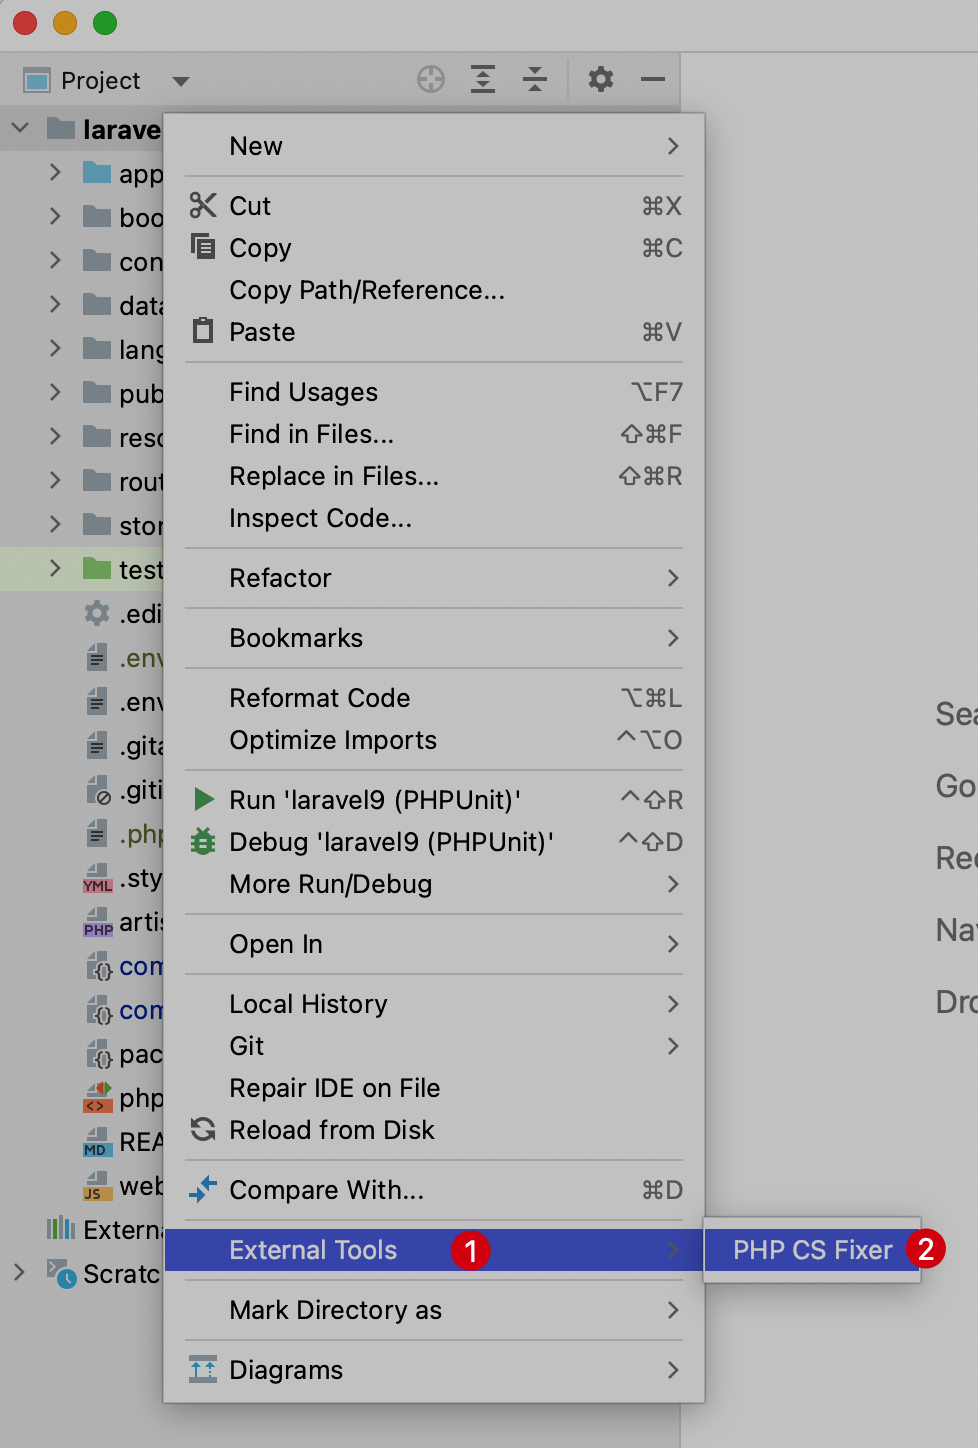 Project
larave
New
app
Cut ⌘X
boo
Copy ⌘C
con
Copy Path/Reference...
data
Paste ⌘V
lang
pub
Find Usages ⌥F7
reso
Find in Files... ⇧⌘F
rout
Replace in Files... ⇧⌘R
stor
Inspect Code...
test
Refactor
.edi
Bookmarks
.env
.env
Reformat Code ⌥⌘L
.gita
Optimize Imports ⌃⌥O
.giti
Run 'laravel9 (PHPUnit)' ⌃⇧R
.php
Debug 'laravel9 (PHPUnit)' ⌃⇧D
YML .sty
More Run/Debug
PHP artis
Open In
com
Local History
com
Git
pac
Repair IDE on File
php
Reload from Disk
MD REA
Compare With... ⌘D
JS web
Externa
External Tools 1
PHP CS Fixer 2
Scratc
Mark Directory as
Diagrams
Sea
Go
Rec
Nav
Dro